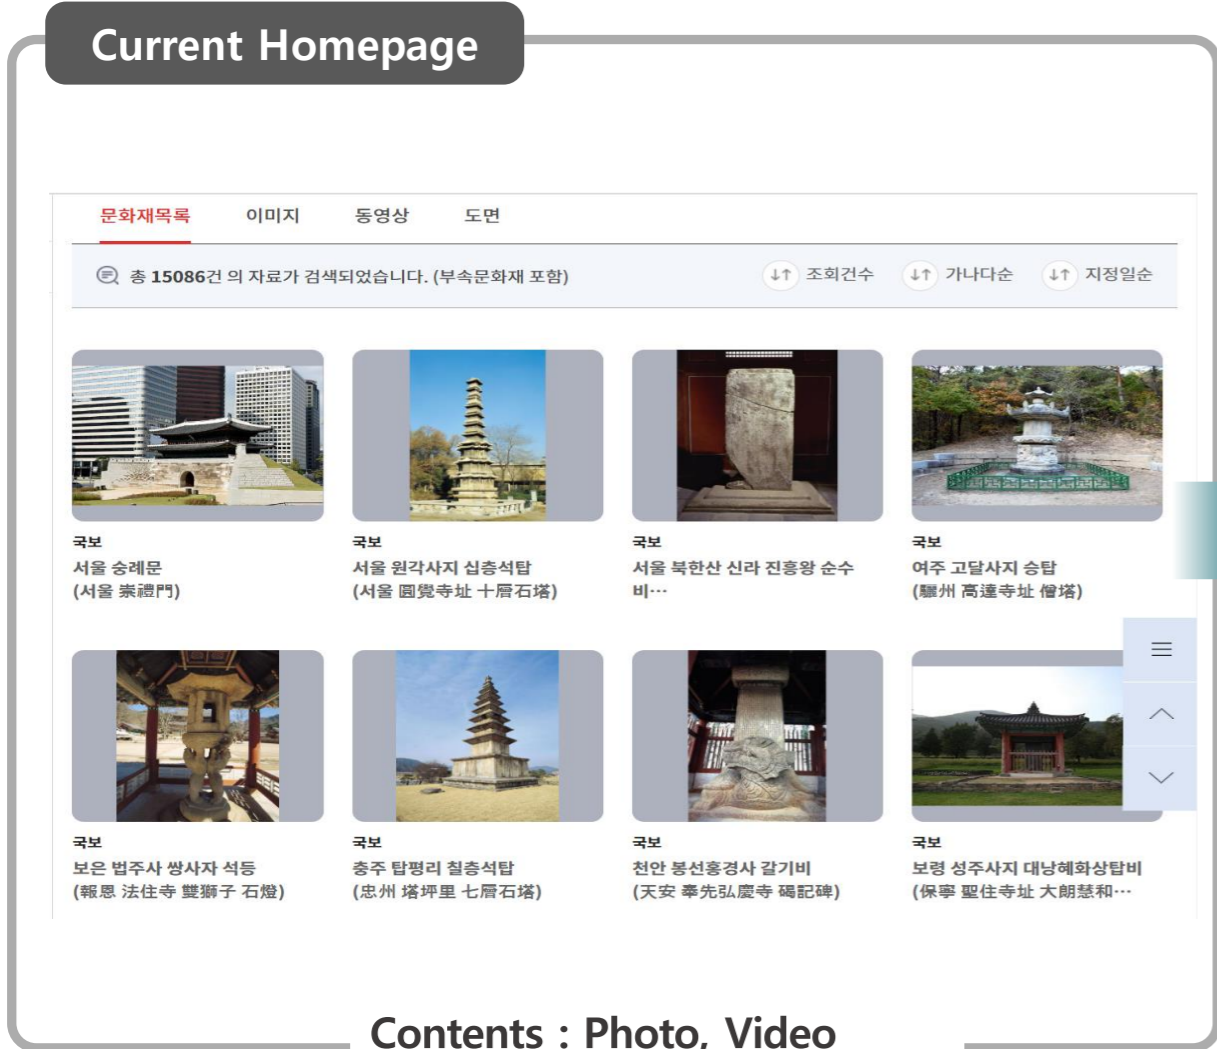 Current Homepage
문화재목록 이미지 동영상 도면
총 15086건 의 자료가 검색되었습니다. (부속문화재 포함) 조회건수 가나다순 지정일순
국보
서울 숭례문
(서울 崇禮門)
국보
서울 원각사지 십층석탑
(서울 圓覺寺址 十層石塔)
국보
서울 북한산 신라 진흥왕 순수
비…
국보
여주 고달사지 승탑
(驪州 高達寺址 僧塔)
국보
보은 법주사 쌍사자 석등
(報恩 法住寺 雙獅子 石燈)
국보
충주 탑평리 칠층석탑
(忠州 塔坪里 七層石塔)
국보
천안 봉선홍경사 갈기비
(天安 奉先弘慶寺 碣記碑)
국보
보령 성주사지 대낭혜화상탑비
(保寧 聖住寺址 大朗慧和…
Contents : Photo, Video